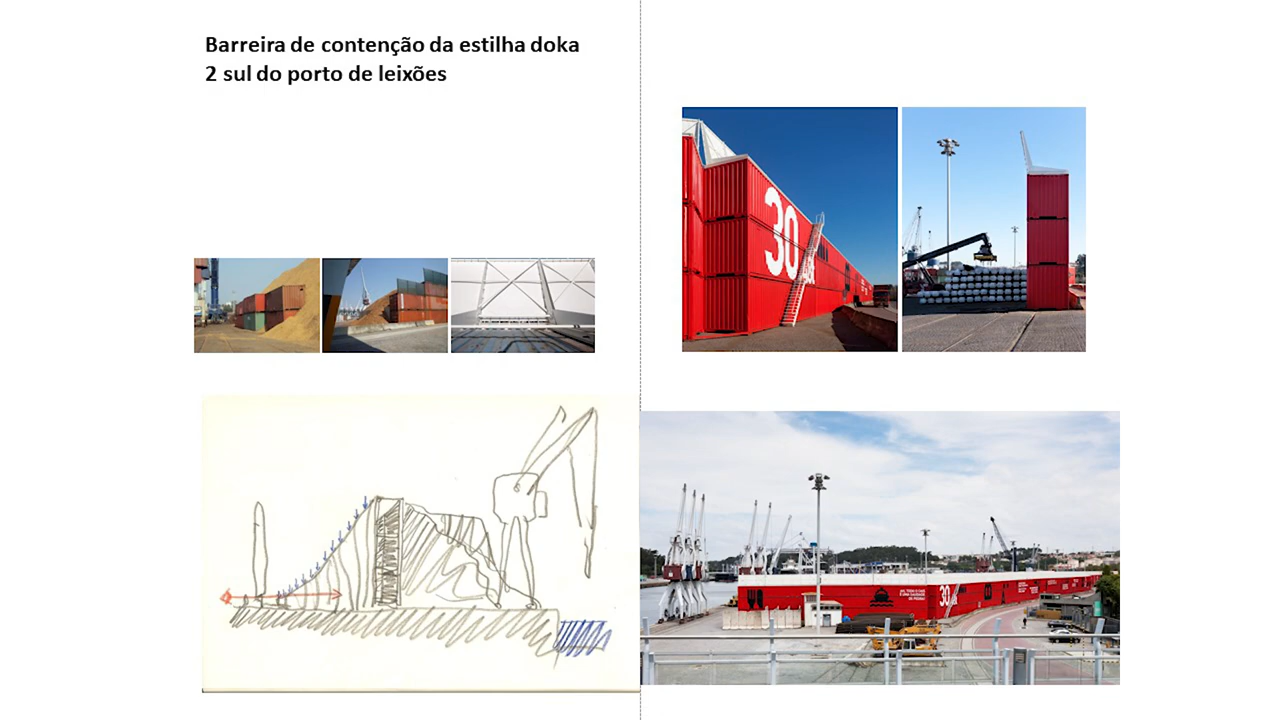 Barreira de contenção da estilha doka
2 sul do porto de leixões
30
30